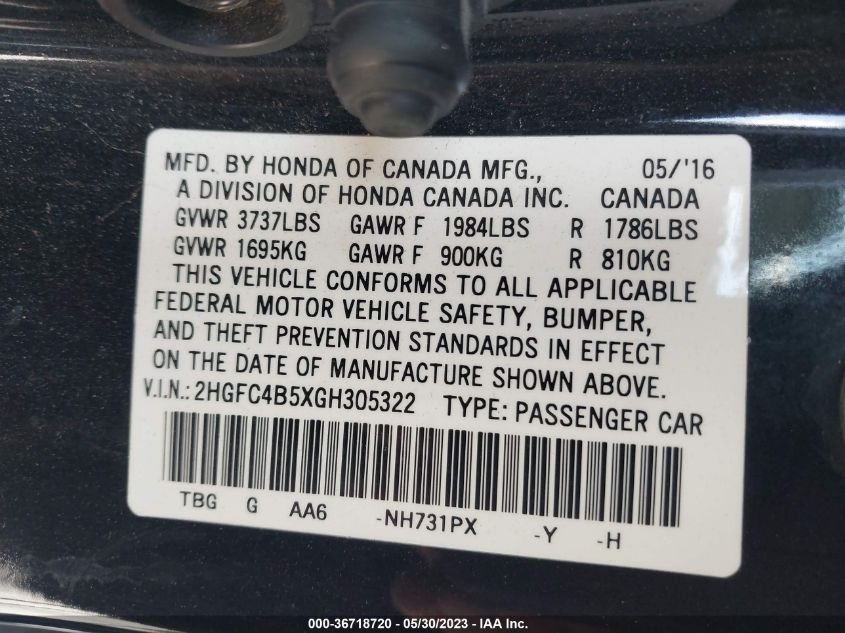 MFD. BY HONDA OF CANADA MFG., 05/'16
A DIVISION OF HONDA CANADA INC. CANADA
GVWR 3737LBS GAWR F 1984LBS R 1786LBS
GVWR 1695KG GAWR F 900KG R 810KG
THIS VEHICLE CONFORMS TO ALL APPLICABLE
FEDERAL MOTOR VEHICLE SAFETY, BUMPER,
AND THEFT PREVENTION STANDARDS IN EFFECT
ON THE DATE OF MANUFACTURE SHOWN ABOVE.
V.I.N.: 2HGFC4B5XGH305322 TYPE: PASSENGER CAR
TBG G AA6 -NH731PX -Y -H
000-36718720 — 05/30/2023 — IAA Inc.